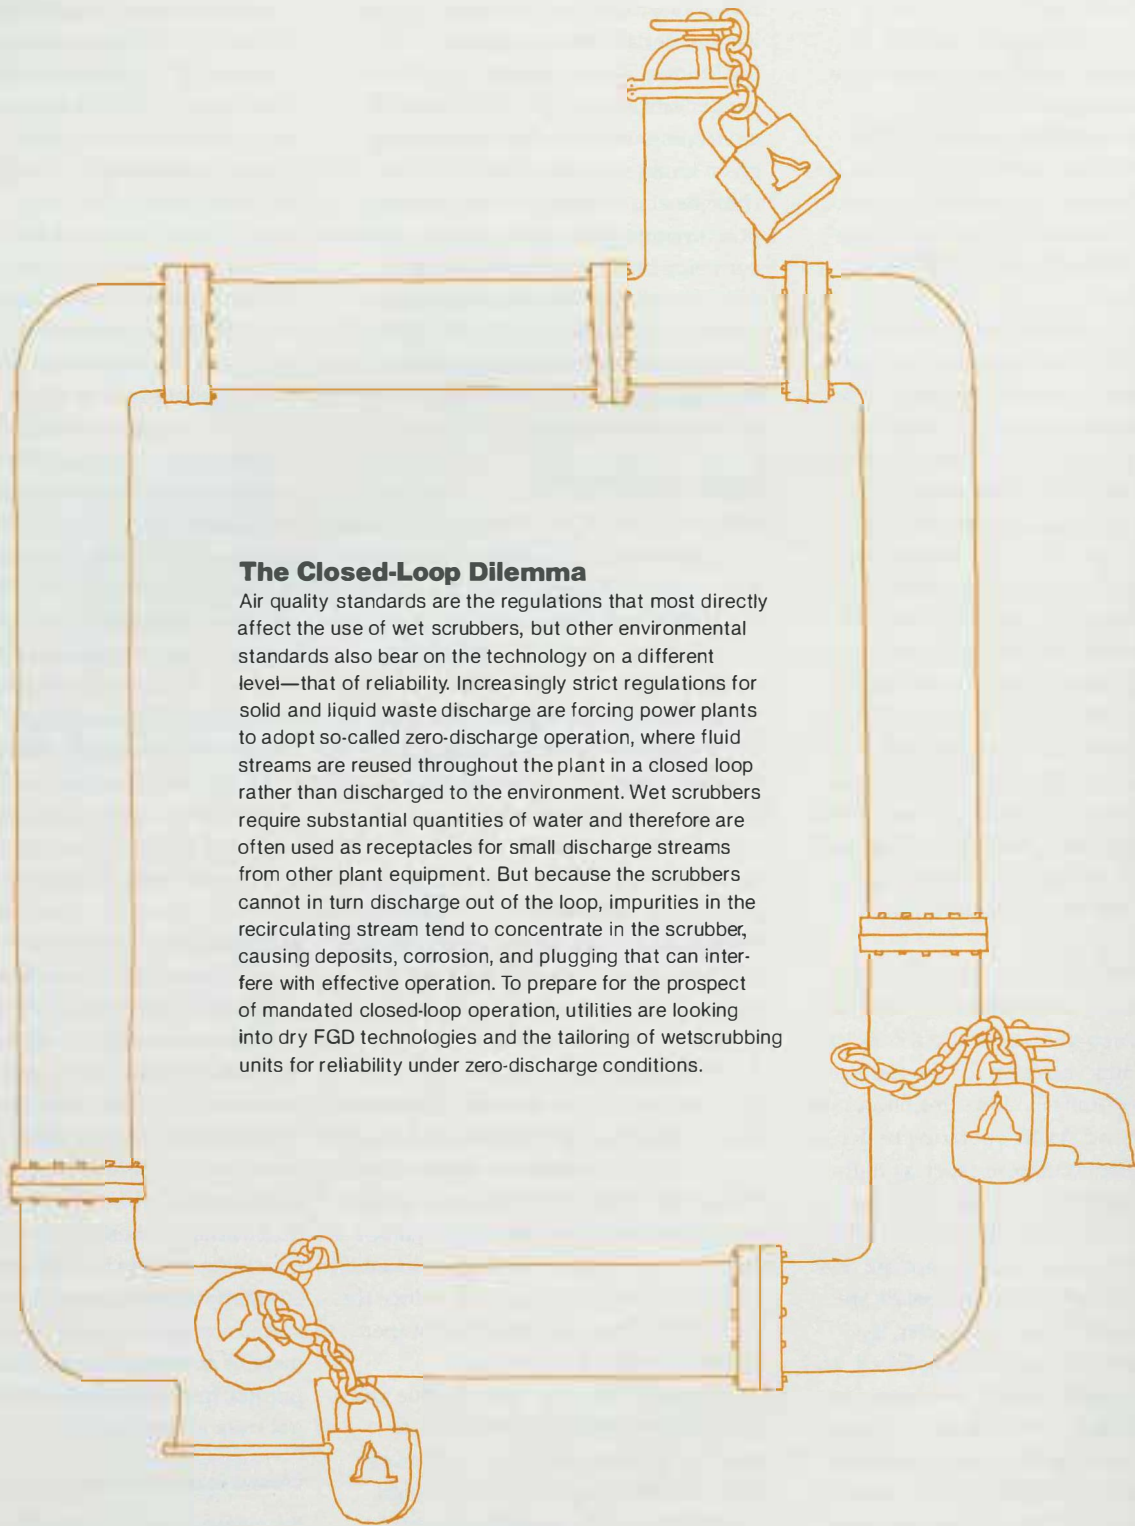 The Closed-Loop Dilemma
Air quality standards are the regulations that most directly
affect the use of wet scrubbers, but other environmental
standards also bear on the technology on a different
level—that of reliability. Increasingly strict regulations for
solid and liquid waste discharge are forcing power plants
to adopt so-called zero-discharge operation, where fluid
streams are reused throughout the plant in a closed loop
rather than discharged to the environment. Wet scrubbers
require substantial quantities of water and therefore are
often used as receptacles for small discharge streams
from other plant equipment. But because the scrubbers
cannot in turn discharge out of the loop, impurities in the
recirculating stream tend to concentrate in the scrubber,
causing deposits, corrosion, and plugging that can inter-
fere with effective operation. To prepare for the prospect
of mandated closed-loop operation, utilities are looking
into dry FGD technologies and the tailoring of wetscrubbing
units for reliability under zero-discharge conditions.